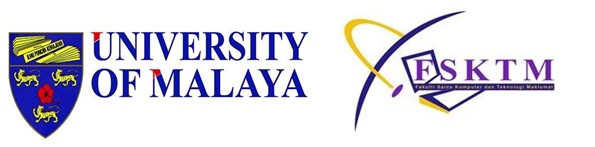 UNIVERSITY
OF MALAYA
FSKTM
Fakulti Sains Komputer dan Teknologi Maklumat